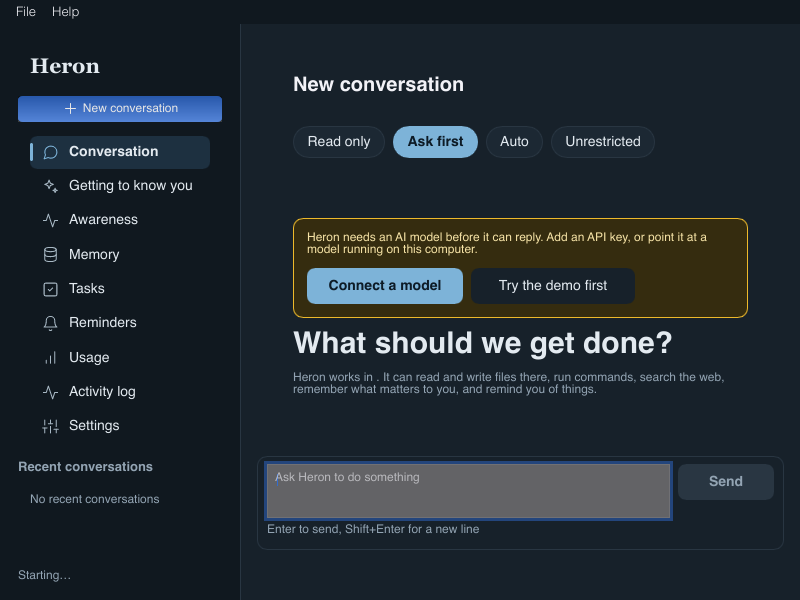 File Help
Heron
New conversation
Conversation
Getting to know you
Awareness
Memory
Tasks
Reminders
Usage
Activity log
Settings
Recent conversations
No recent conversations
Starting…
New conversation
Read only Ask first Auto Unrestricted
Heron needs an AI model before it can reply. Add an API key, or point it at a
model running on this computer.
Connect a model Try the demo first
What should we get done?
Heron works in . It can read and write files there, run commands, search the web,
remember what matters to you, and remind you of things.
Ask Heron to do something
Send
Enter to send, Shift+Enter for a new line